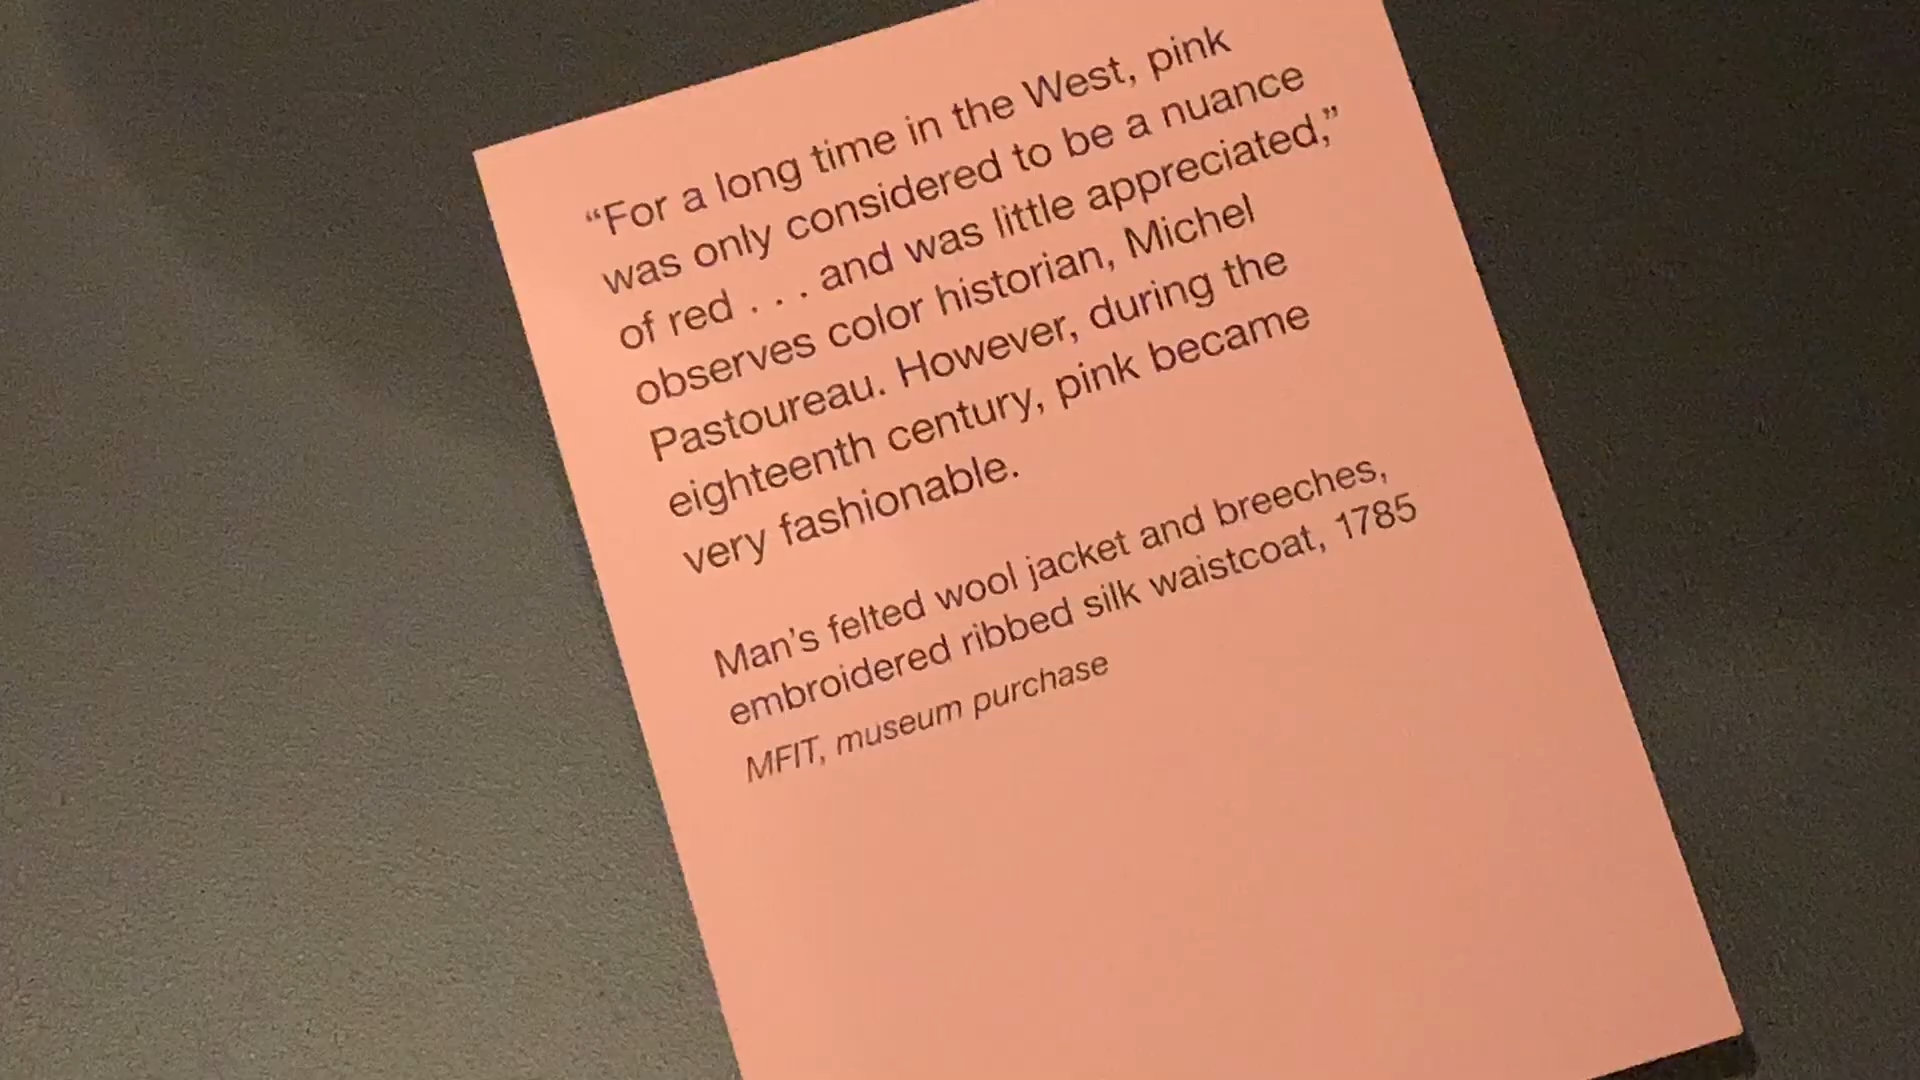 “For a long time in the West, pink
was only considered to be a nuance
of red . . . and was little appreciated,”
observes color historian, Michel
Pastoureau. However, during the
eighteenth century, pink became
very fashionable.
Man’s felted wool jacket and breeches,
embroidered ribbed silk waistcoat, 1785
MFIT, museum purchase